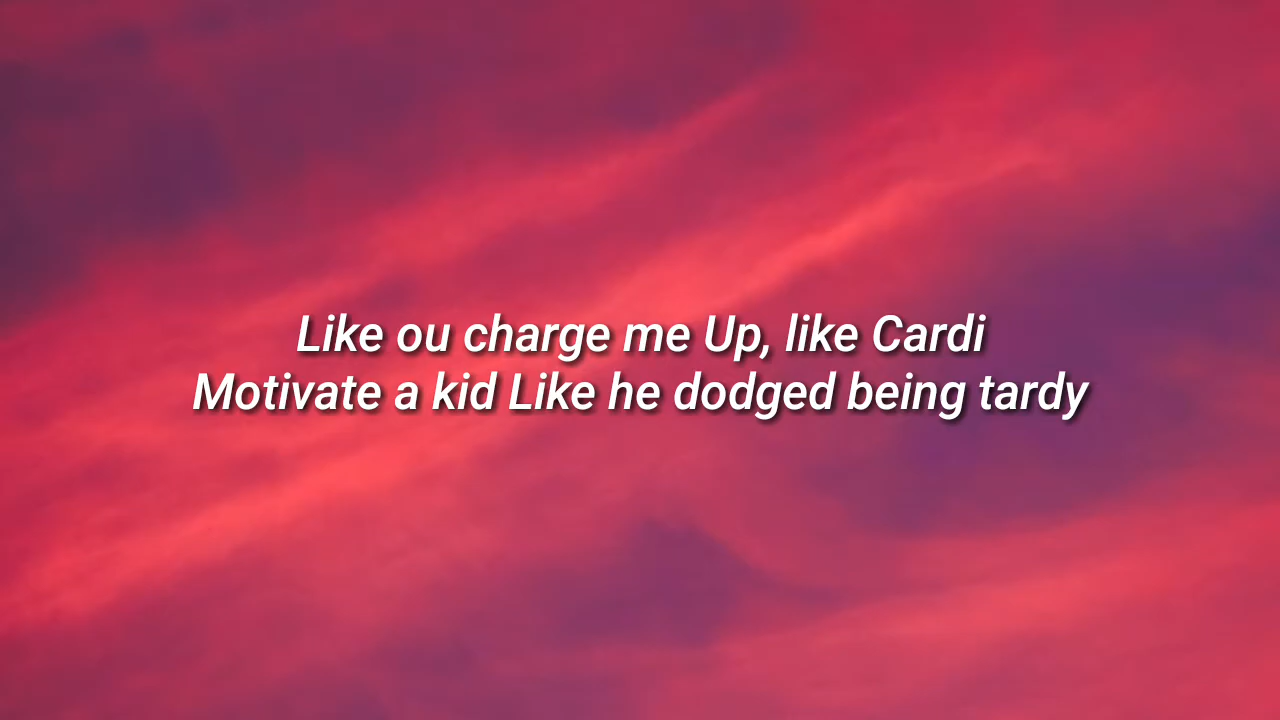 Like ou charge me Up, like Cardi
Motivate a kid Like he dodged being tardy